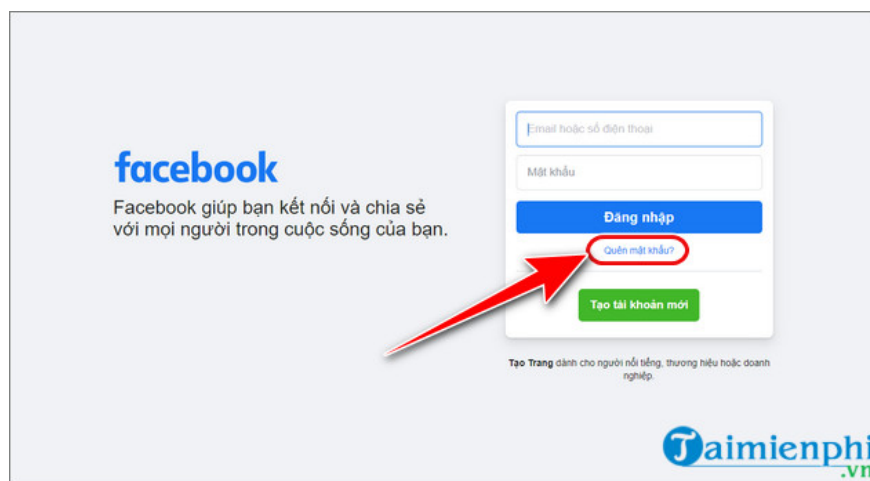 facebook
Facebook giúp bạn kết nối và chia sẻ
với mọi người trong cuộc sống của bạn.
Email hoặc số điện thoại
Mật khẩu
Đăng nhập
Quên mật khẩu?
Tạo tài khoản mới
Tạo Trang dành cho người nổi tiếng, thương hiệu hoặc doanh
nghiệp.
Taimienphi
.vn